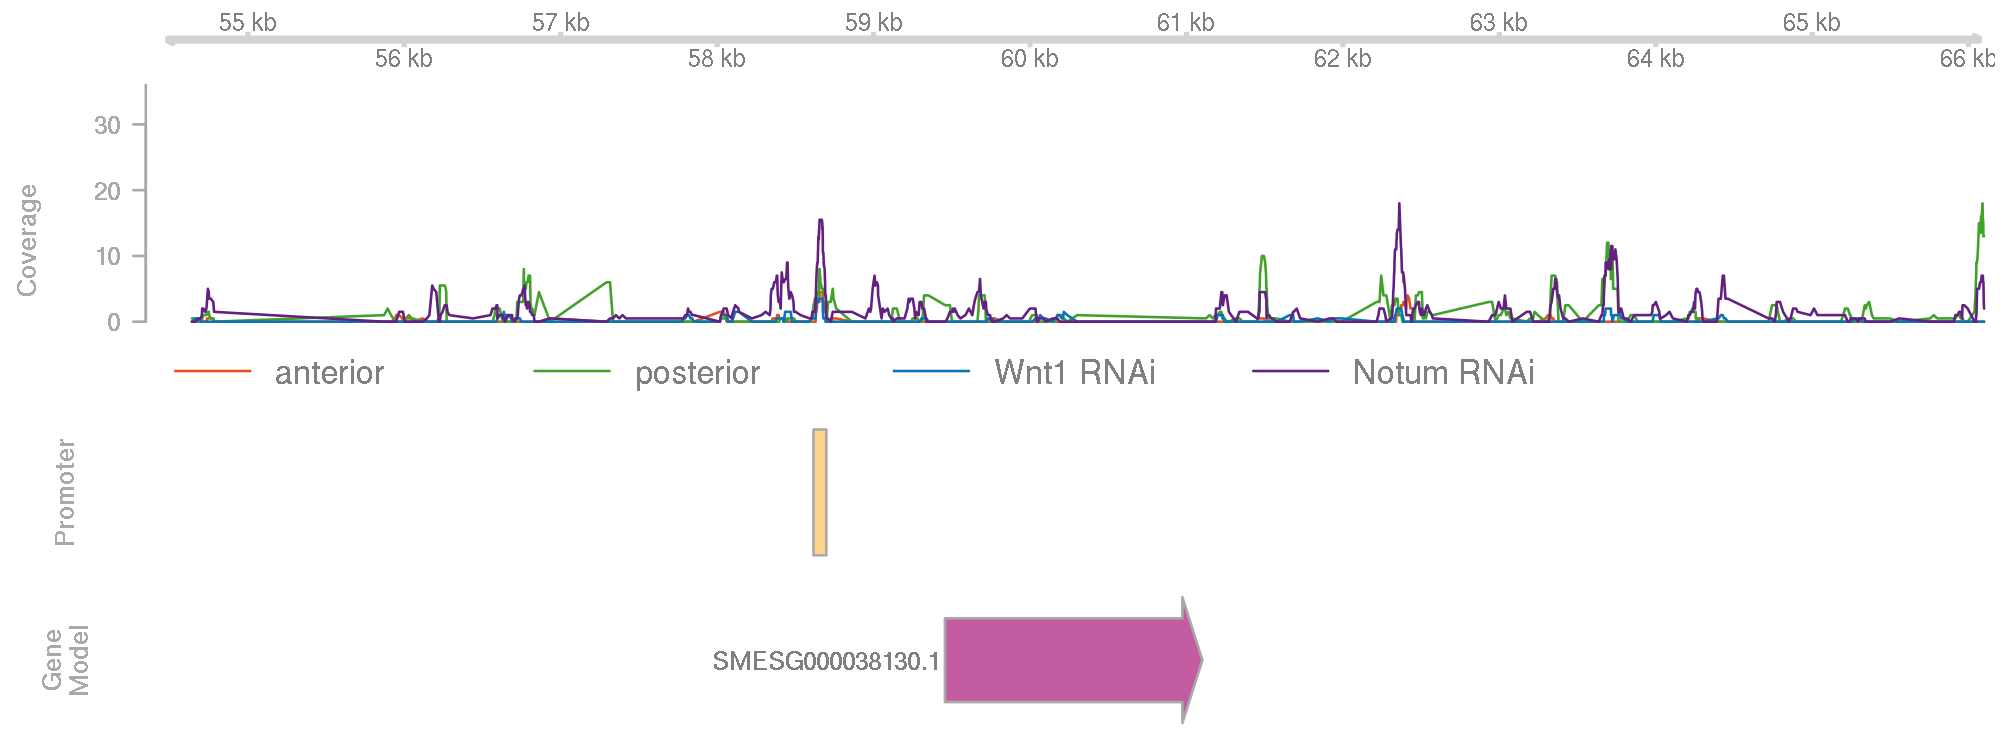 55 kb 57 kb 59 kb 61 kb 63 kb 65 kb
56 kb 58 kb 60 kb 62 kb 64 kb 66 kb
Coverage
30
20
10
0
anterior posterior Wnt1 RNAi Notum RNAi
Promoter
Gene
Model
SMESG000038130.1